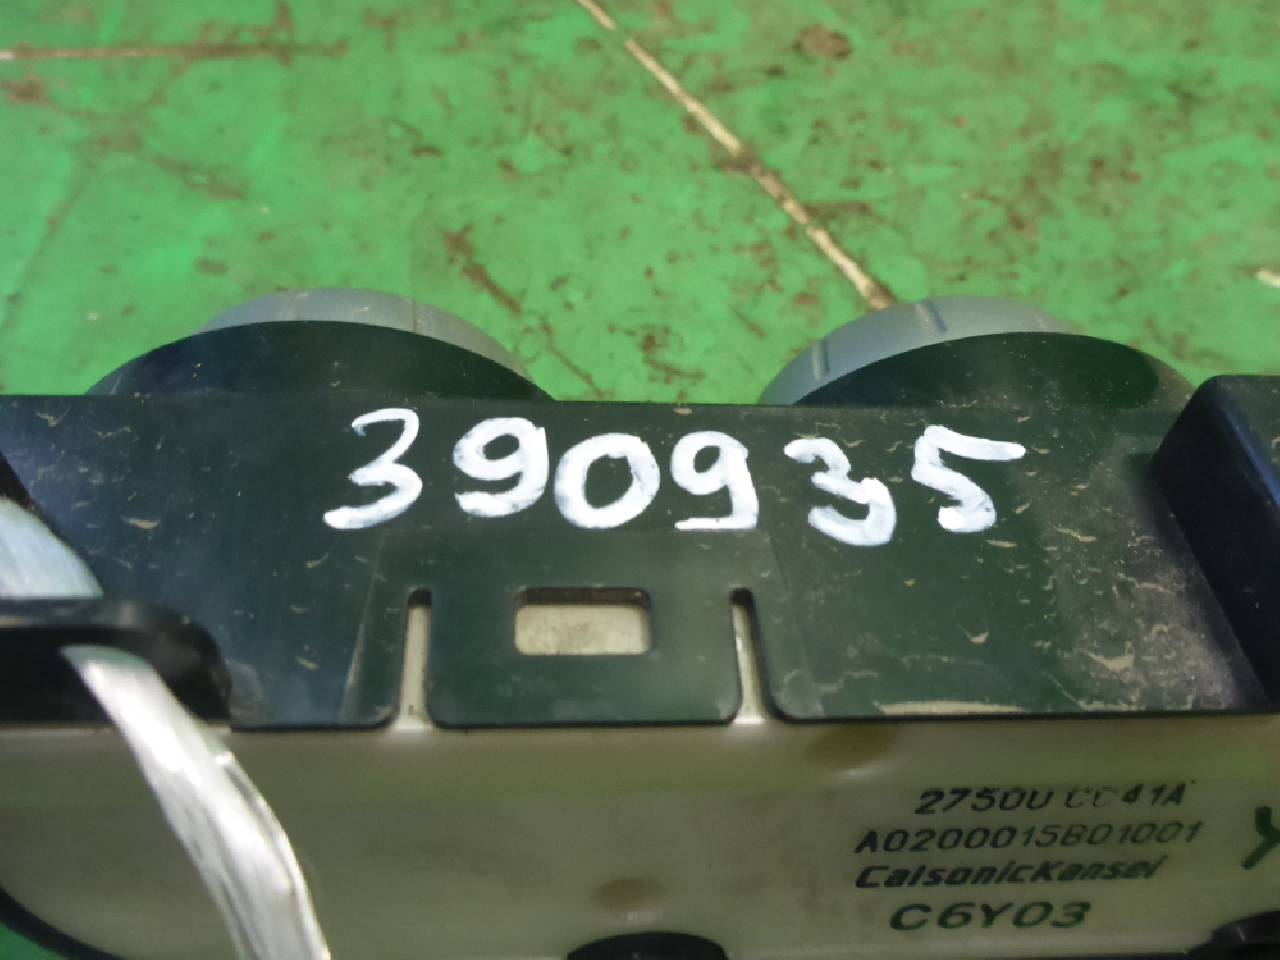 390935
27500 CC41A
A0200015B01001
CalsonicKansei
C6Y03
Y